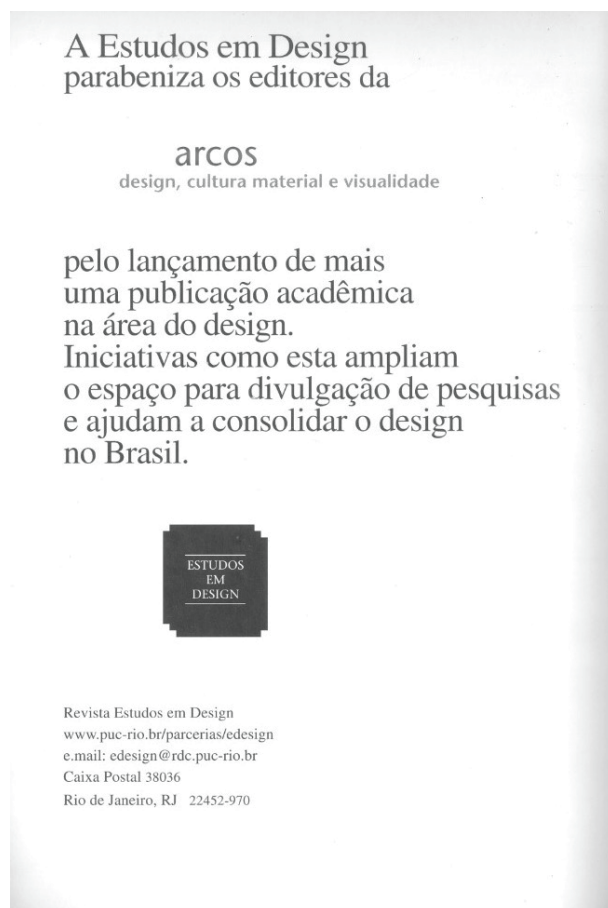 A Estudos em Design
parabeniza os editores da
arcos
design, cultura material e visualidade
pelo lançamento de mais
uma publicação acadêmica
na área do design.
Iniciativas como esta ampliam
o espaço para divulgação de pesquisas
e ajudam a consolidar o design
no Brasil.
ESTUDOS
EM
DESIGN
Revista Estudos em Design
www.puc-rio.br/parcerias/edesign
e.mail: edesign@rdc.puc-rio.br
Caixa Postal 38036
Rio de Janeiro, RJ 22452-970